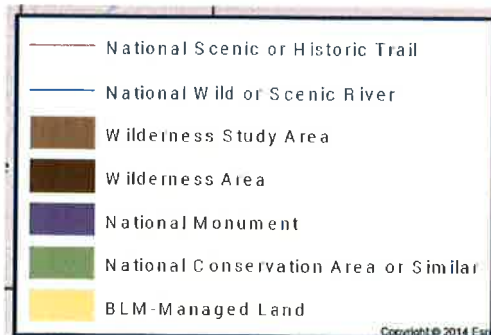 National Scenic or Historic Trail
National Wild or Scenic River
Wilderness Study Area
Wilderness Area
National Monument
National Conservation Area or Similar
BLM-Managed Land
Copyright © 2014 Esri